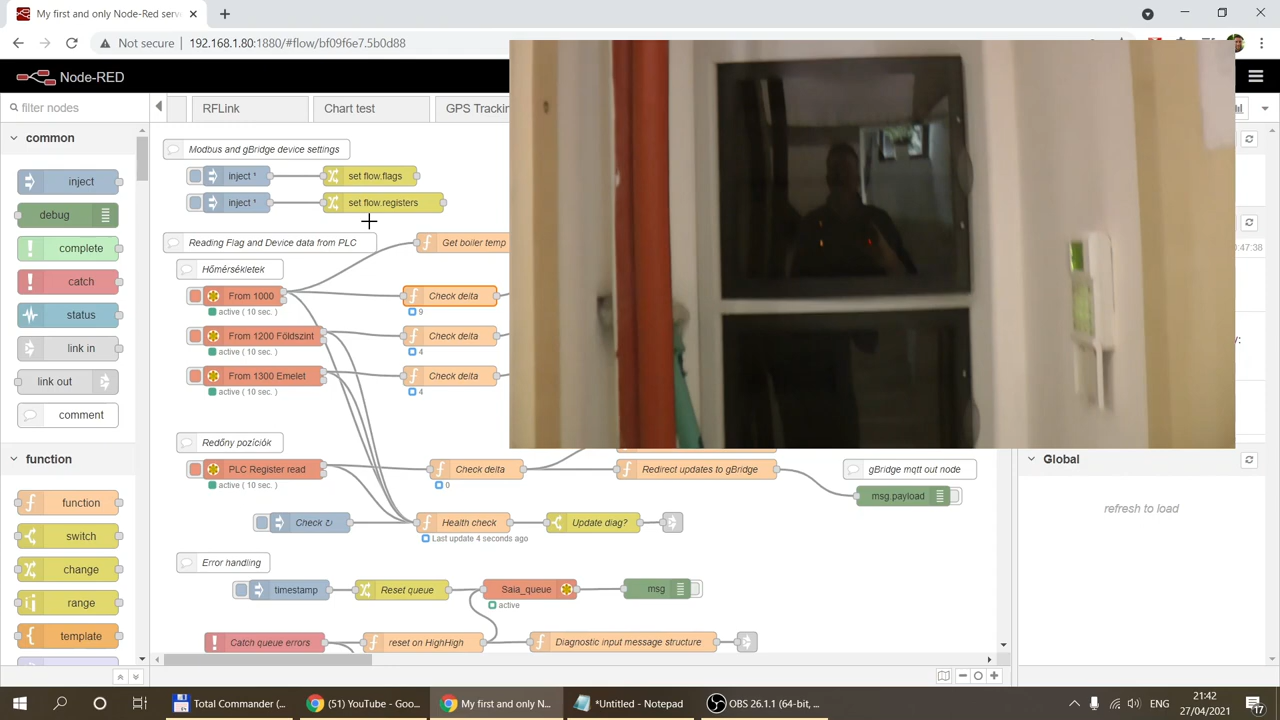 My first and only Node-Red serve
Not secure
192.168.1.80:1880/#flow/bf09f6e7.5b0d88
Node-RED
filter nodes
RFLink
Chart test
GPS Trackin
common
inject
debug
complete
catch
status
link in
link out
comment
function
function
switch
change
range
template
Modbus and gBridge device settings
inject ¹
set flow.flags
inject ¹
set flow.registers
Reading Flag and Device data from PLC
Get boiler temp
Hőmérsékletek
From 1000
Check delta
active ( 10 sec. )
9
From 1200 Földszint
Check delta
active ( 10 sec. )
4
From 1300 Emelet
Check delta
active ( 10 sec. )
4
Redőny pozíciók
PLC Register read
Check delta
Redirect updates to gBridge
gBridge mqtt out node
active ( 10 sec. )
0
msg.payload
Check ↻
Health check
Update diag?
Last update 4 seconds ago
Error handling
timestamp
Reset queue
Saia_queue
msg
active
Catch queue errors
reset on HighHigh
Diagnostic input message structure
:47:38
y:
Global
refresh to load
Total Commander (...
(51) YouTube - Goo...
My first and only No...
*Untitled - Notepad
OBS 26.1.1 (64-bit, ...
ENG
21:42
27/04/2021
17